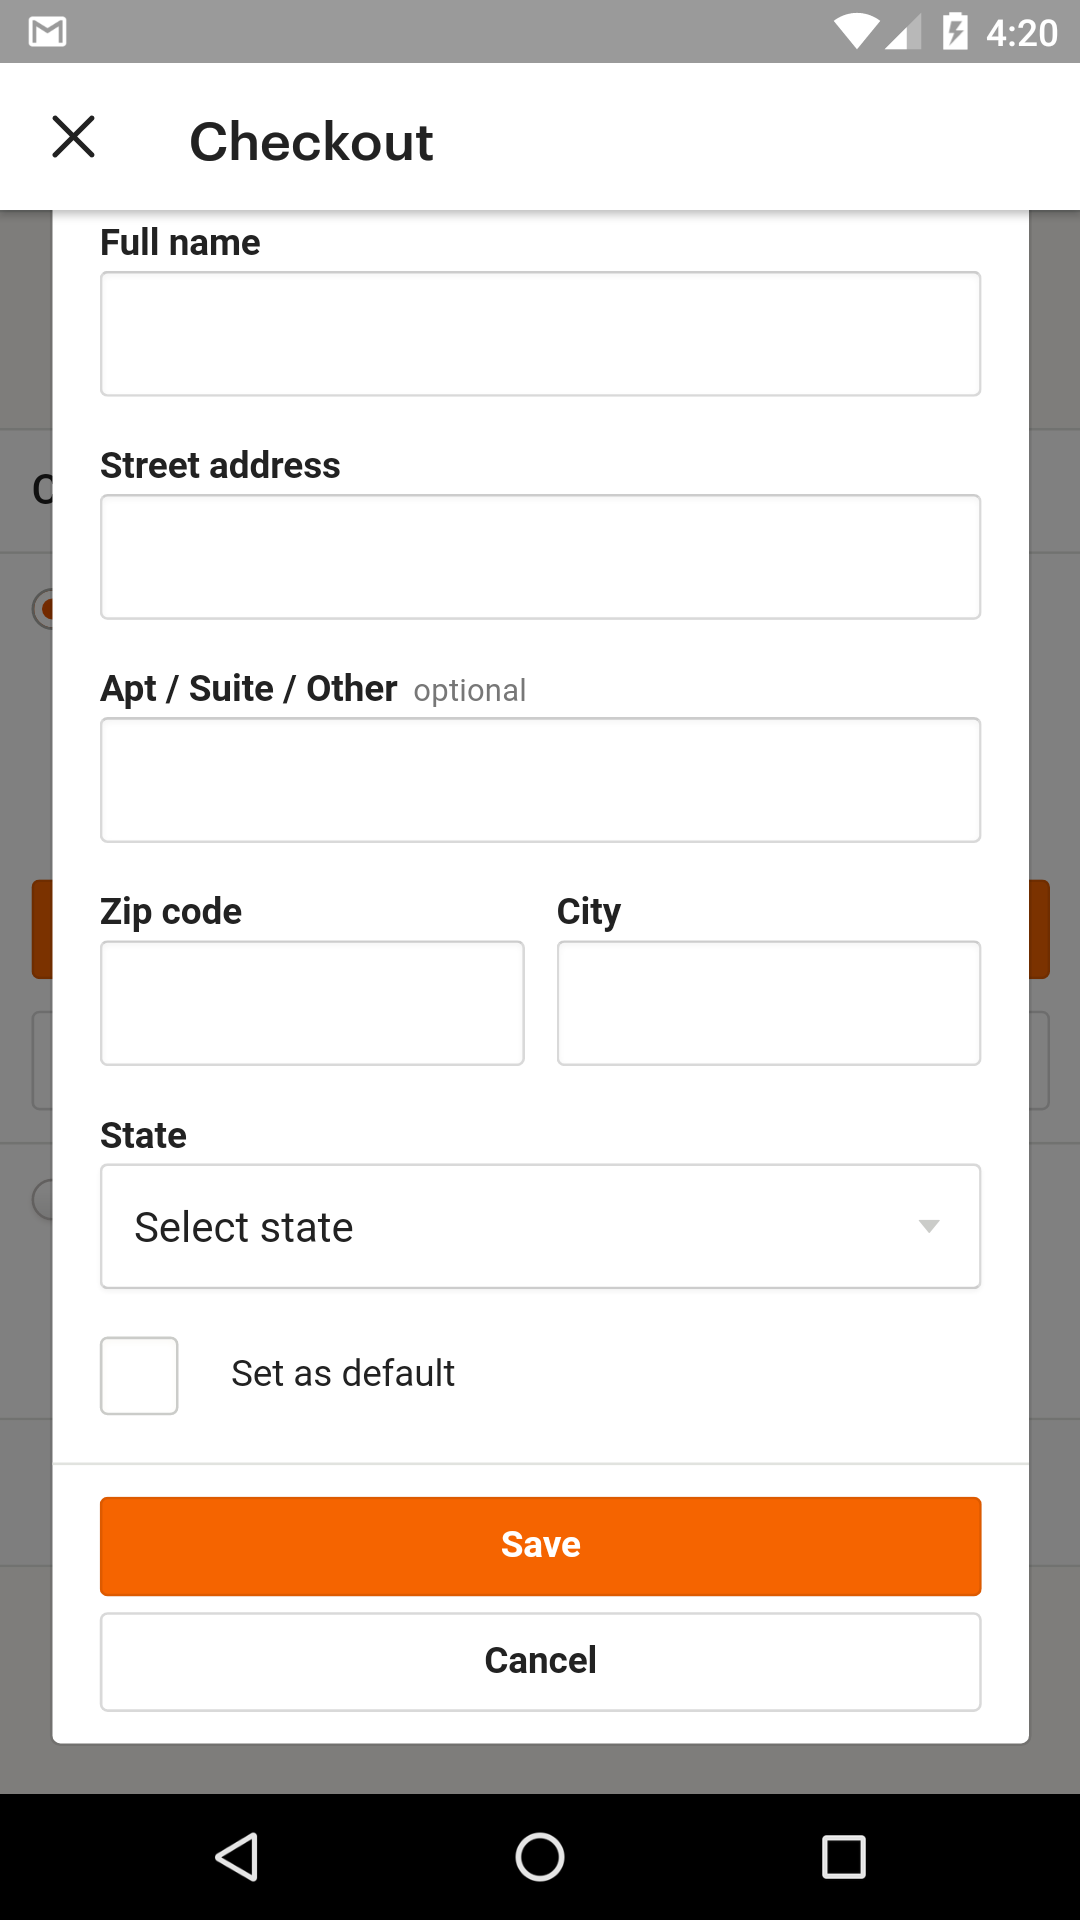 4:20
Checkout
Full name
Street address
Apt / Suite / Other optional
Zip code City
State
Select state
Set as default
Save
Cancel